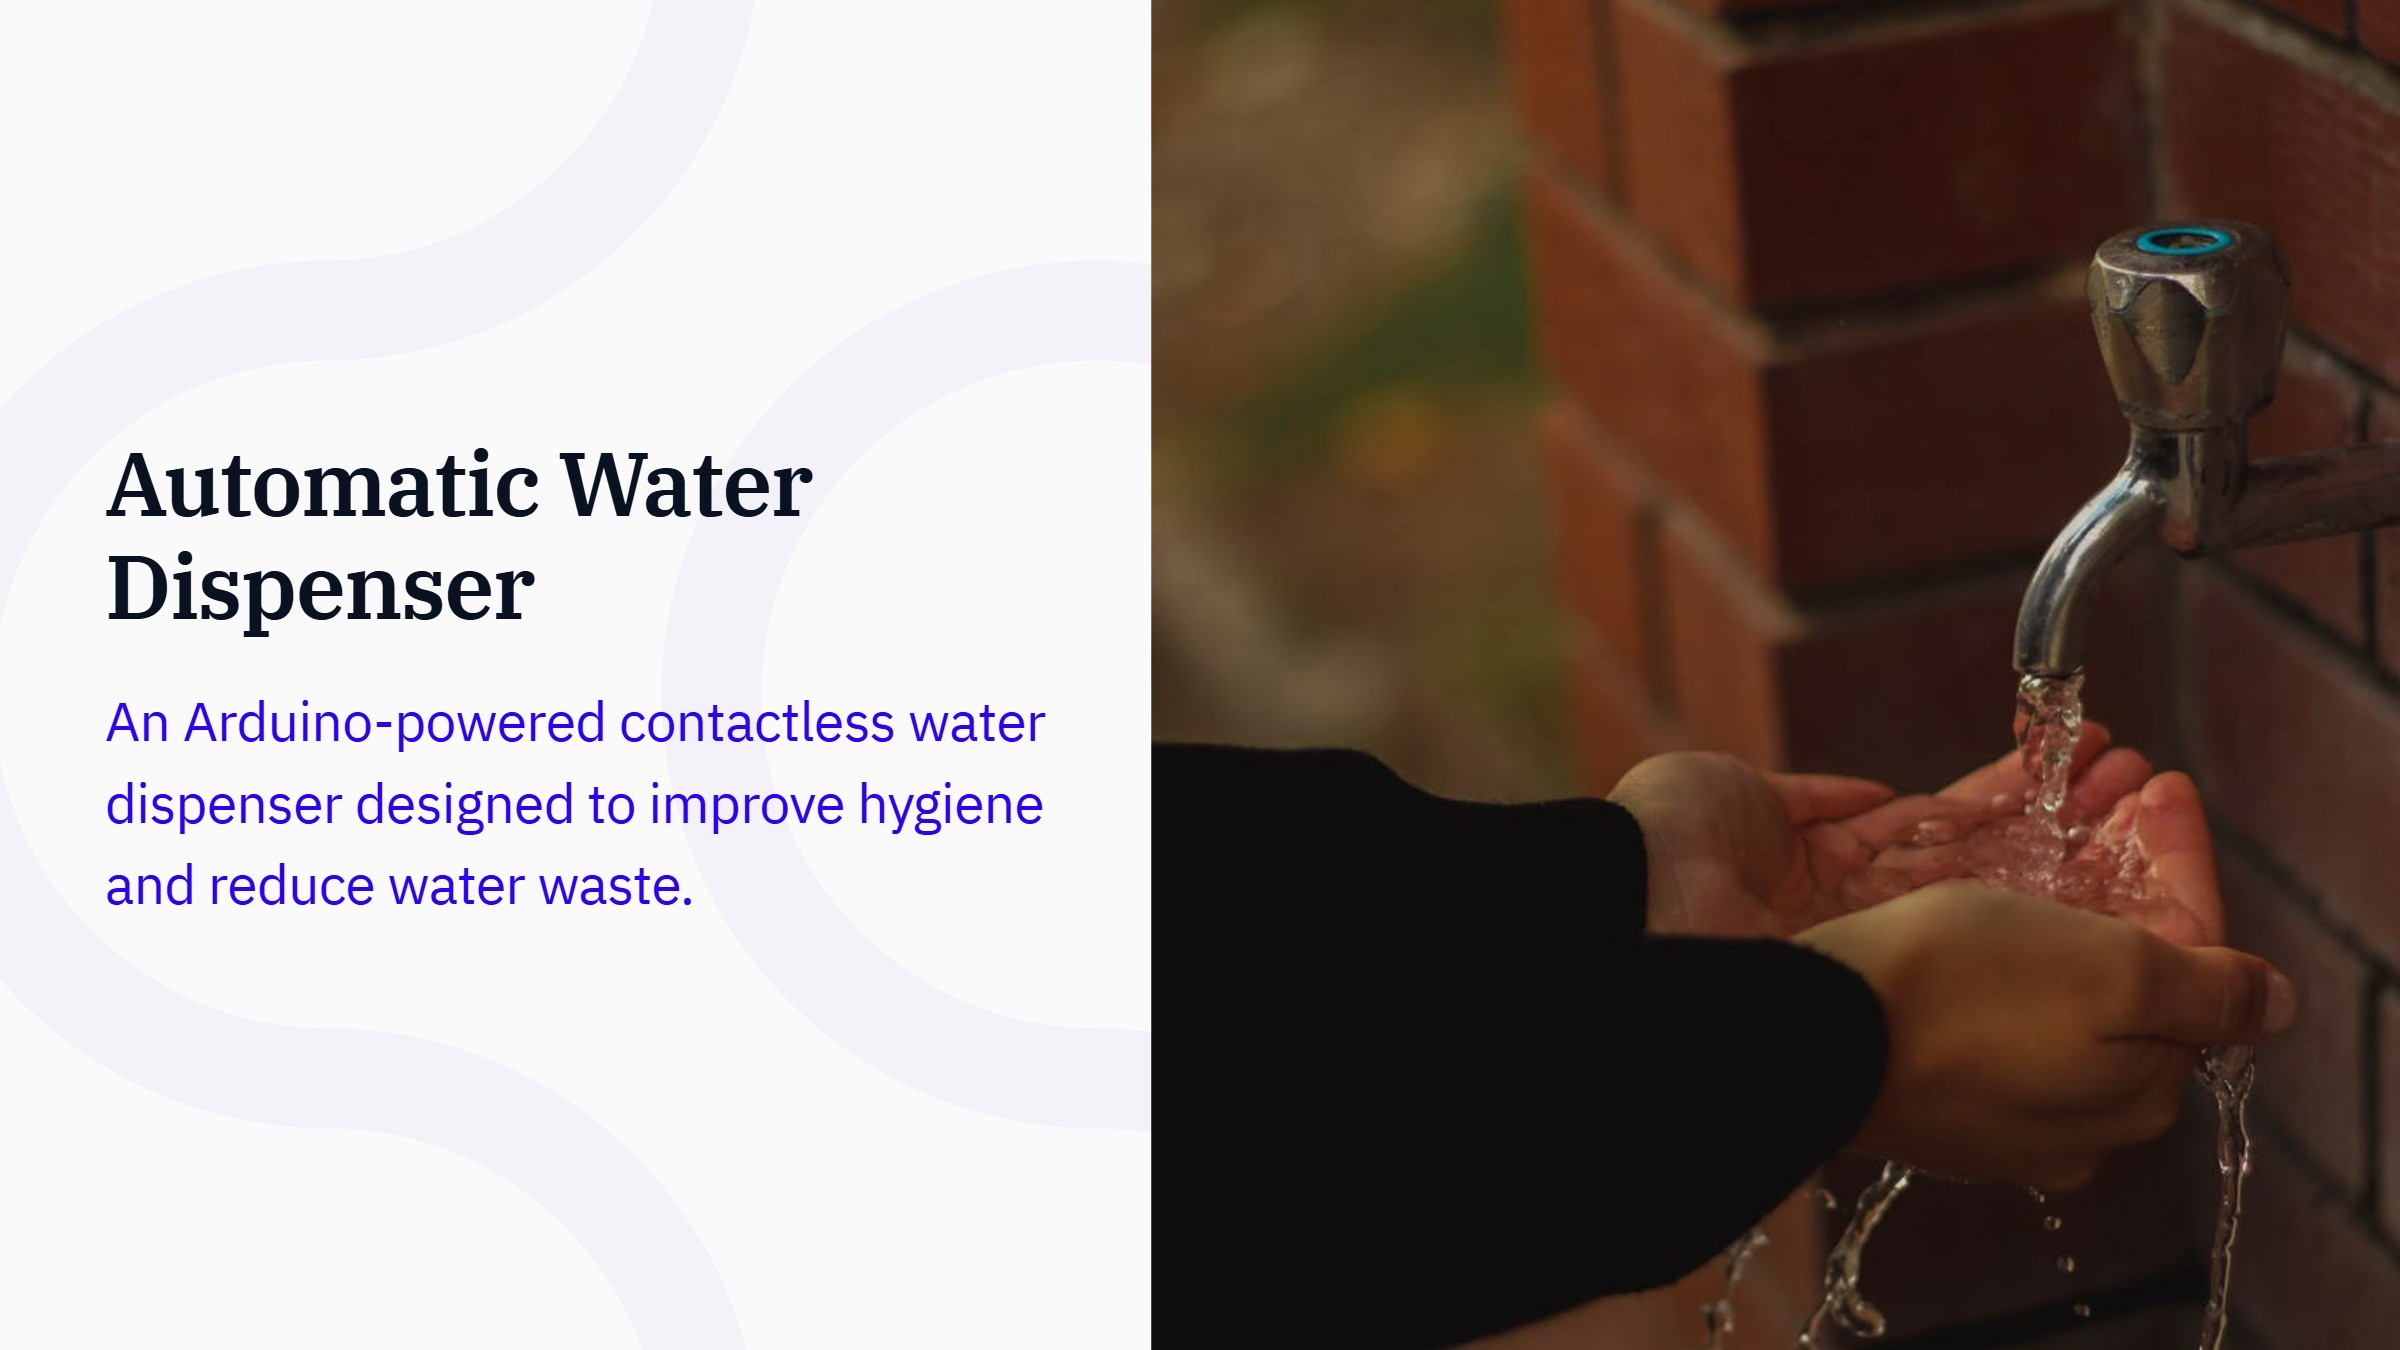 Automatic Water
Dispenser
An Arduino-powered contactless water
dispenser designed to improve hygiene
and reduce water waste.